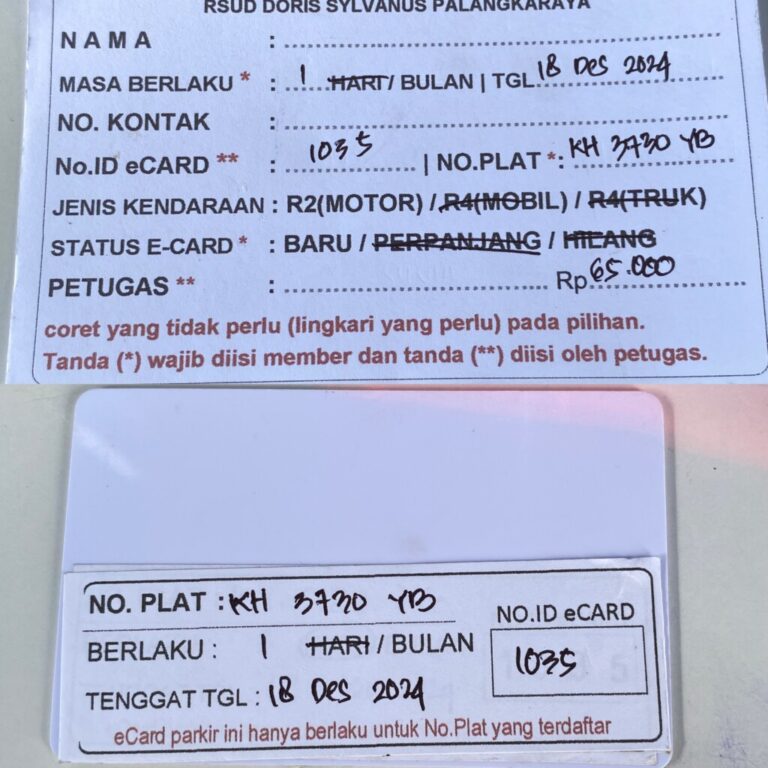 RSUD DORIS SYLVANUS PALANGKARAYA
NAMA : ........................
MASA BERLAKU * : 1 HARI / BULAN | TGL 18 Des 2024
NO. KONTAK : ........................
No.ID eCARD ** : 1035 | NO.PLAT *: KH 3730 YB
JENIS KENDARAAN : R2(MOTOR) / R4(MOBIL) / R4(TRUK)
STATUS E-CARD * : BARU / PERPANJANG / HILANG
PETUGAS ** : ........................ Rp 65.000
coret yang tidak perlu (lingkari yang perlu) pada pilihan.
Tanda (*) wajib diisi member dan tanda (**) diisi oleh petugas.
NO. PLAT : KH 3730 YB
NO.ID eCARD
BERLAKU : 1 HARI / BULAN
1035
TENGGAT TGL : 18 Des 2024
eCard parkir ini hanya berlaku untuk No.Plat yang terdaftar